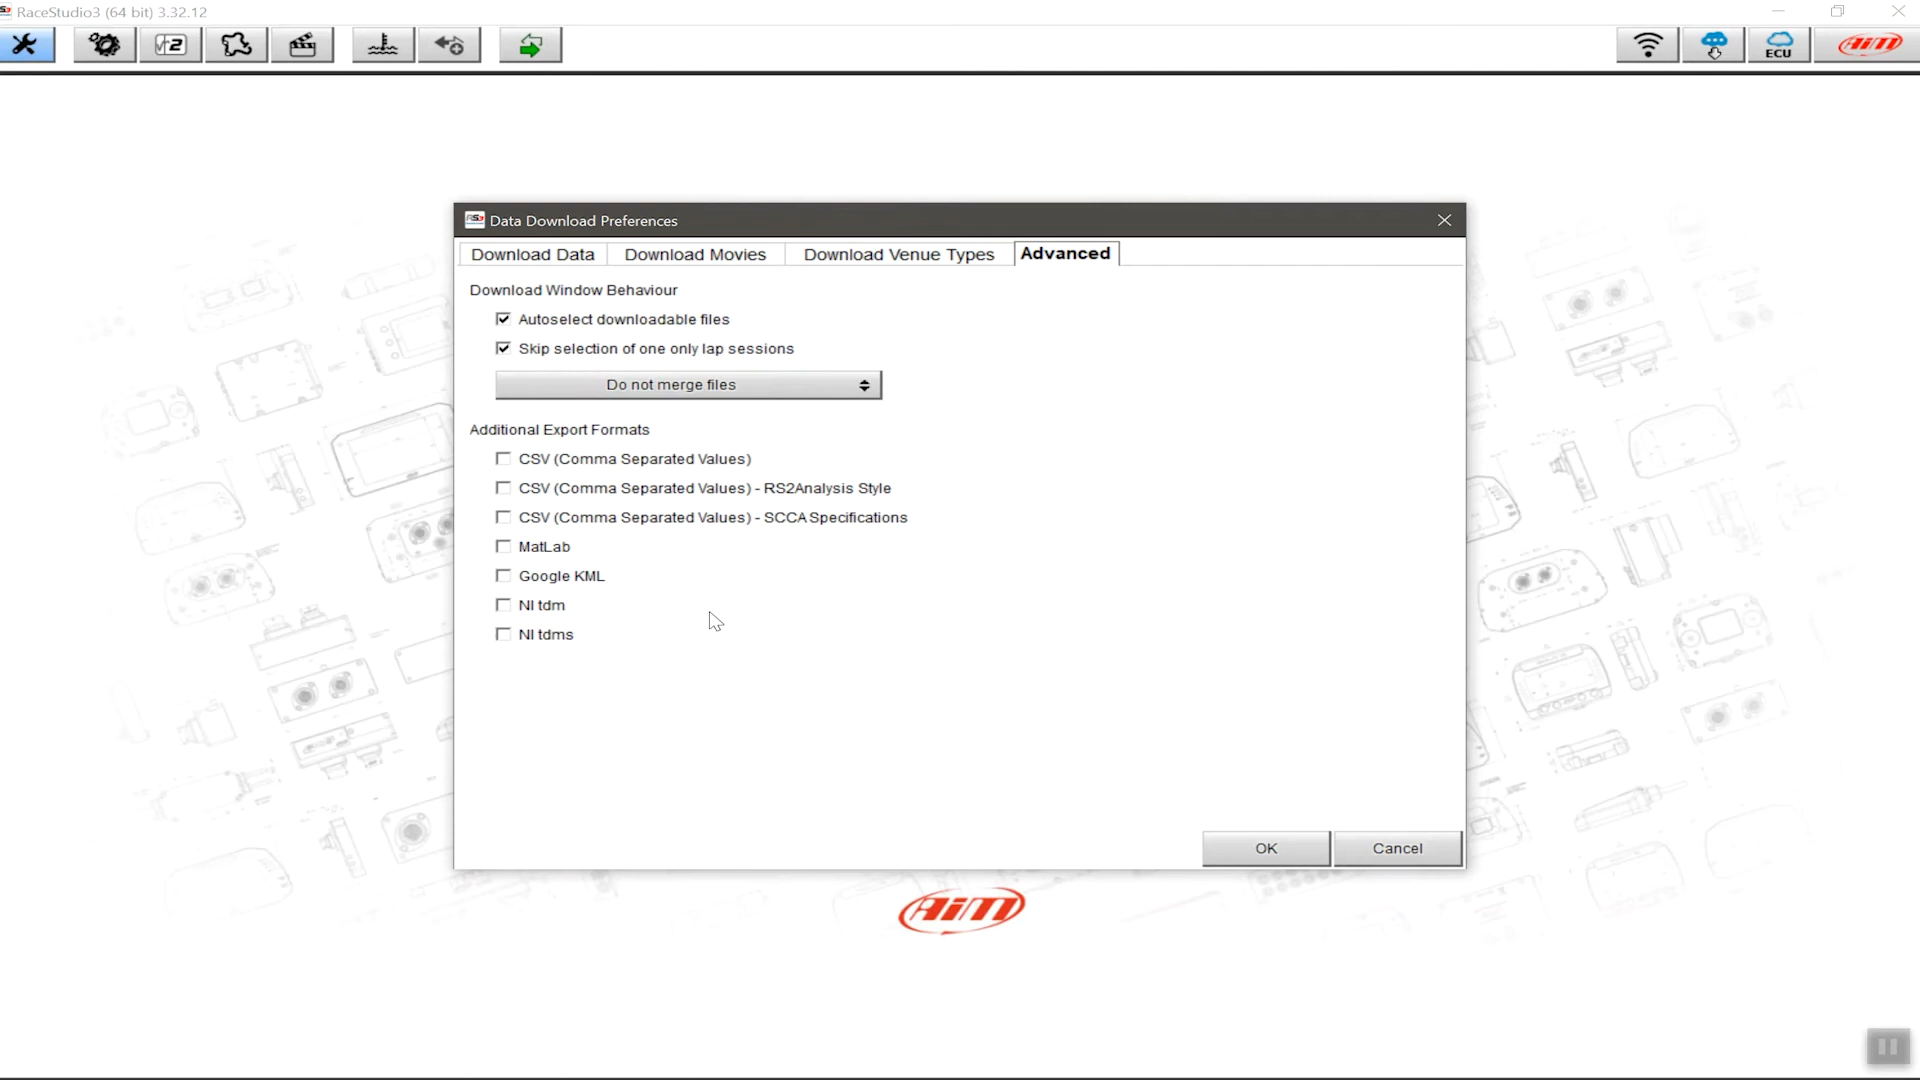 RaceStudio3 (64 bit) 3.32.12
ECU
AiM
Data Download Preferences
Download Data
Download Movies
Download Venue Types
Advanced
Download Window Behaviour
Autoselect downloadable files
Skip selection of one only lap sessions
Do not merge files
Additional Export Formats
CSV (Comma Separated Values)
CSV (Comma Separated Values) - RS2Analysis Style
CSV (Comma Separated Values) - SCCA Specifications
MatLab
Google KML
NI tdm
NI tdms
OK
Cancel
AiM